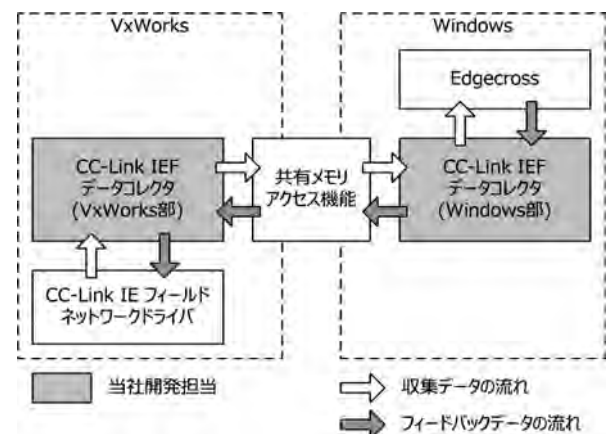 VxWorks
Windows
Edgecross
CC-Link IEF
データコレクタ
(VxWorks部)
共有メモリ
アクセス機能
CC-Link IEF
データコレクタ
(Windows部)
CC-Link IE フィールド
ネットワークドライバ
当社開発担当
収集データの流れ
フィードバックデータの流れ